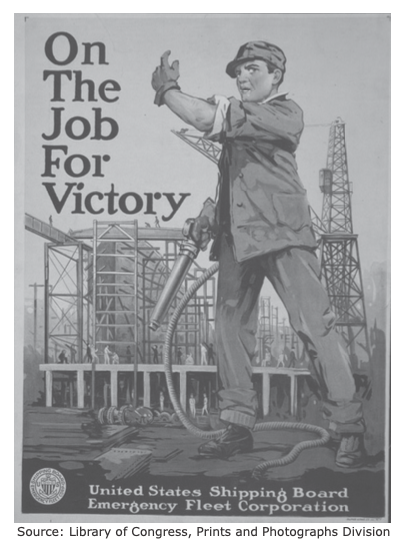 On
The
Job
For
Victory
United States Shipping Board
Emergency Fleet Corporation
Source: Library of Congress, Prints and Photographs Division